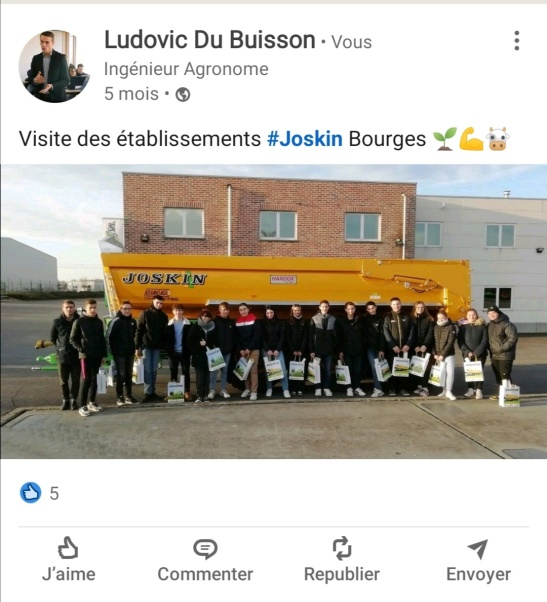 Ludovic Du Buisson • Vous
Ingénieur Agronome
5 mois •
Visite des établissements #Joskin Bourges 🌱💪🐮
JOSKIN
HARDOX
5
J'aime
Commenter
Republier
Envoyer